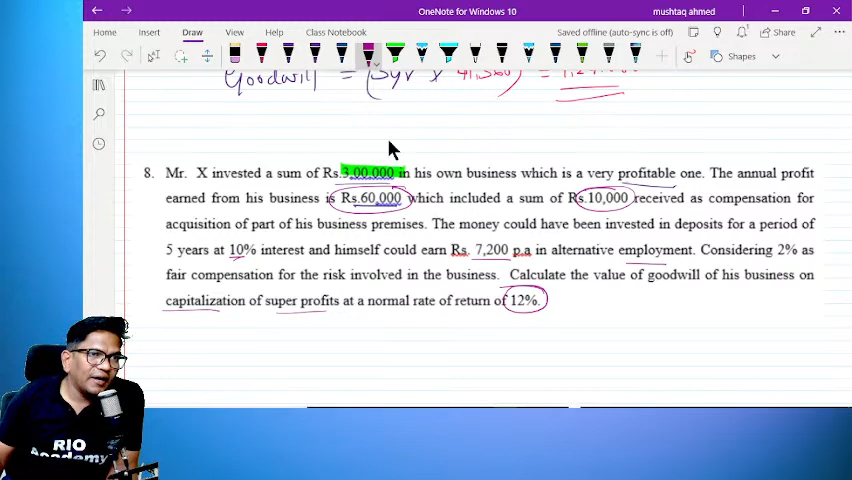 OneNote for Windows 10
mushtaq ahmed
Home Insert Draw View Help Class Notebook
Saved offline (auto-sync is off)
Share
Shapes
Goodwill = (3yr x 41,360) =
8. Mr. X invested a sum of Rs.3,00,000 in his own business which is a very profitable one. The annual profit
earned from his business is Rs.60,000 which included a sum of Rs.10,000 received as compensation for
acquisition of part of his business premises. The money could have been invested in deposits for a period of
5 years at 10% interest and himself could earn Rs. 7,200 p.a in alternative employment. Considering 2% as
fair compensation for the risk involved in the business. Calculate the value of goodwill of his business on
capitalization of super profits at a normal rate of return of 12%.
RIO
Academy